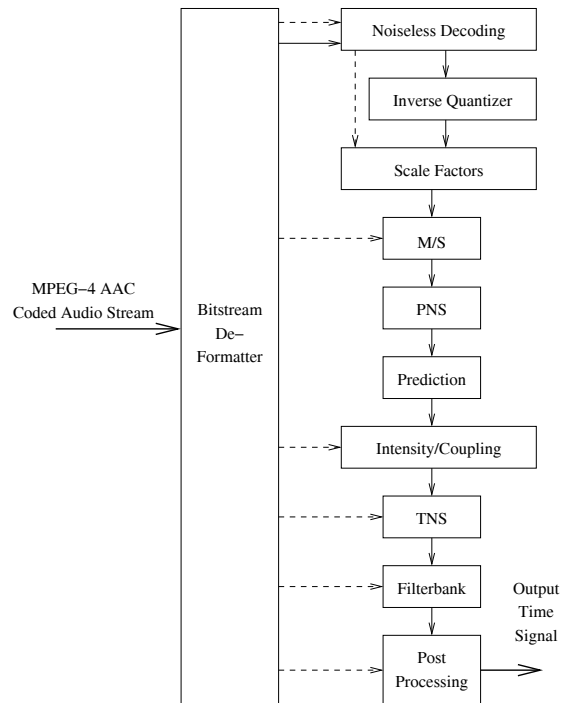 Noiseless Decoding
Inverse Quantizer
Scale Factors
M/S
MPEG−4 AAC
Coded Audio Stream
Bitstream
De−
Formatter
PNS
Prediction
Intensity/Coupling
TNS
Filterbank
Output
Time
Signal
Post
Processing